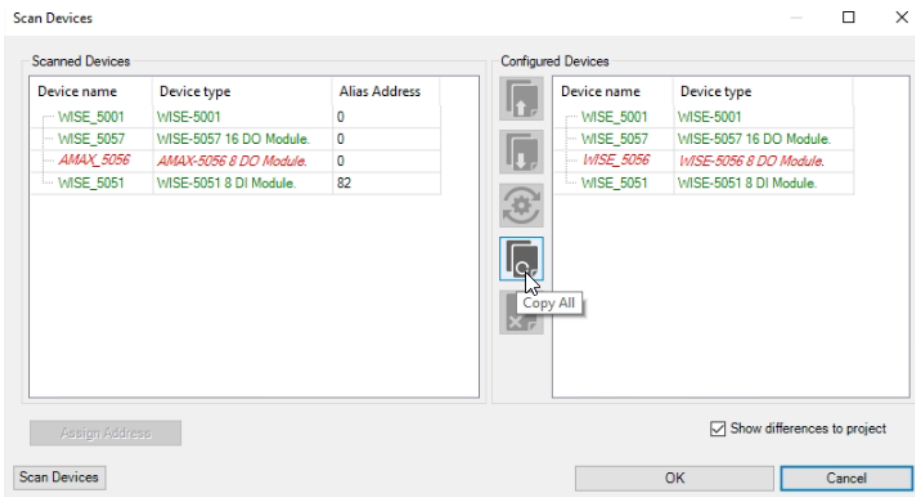 Scan Devices
Scanned Devices
Device name Device type Alias Address
WISE_5001 WISE-5001 0
WISE_5057 WISE-5057 16 DO Module. 0
AMAX_5056 AMAX-5056 8 DO Module. 0
WISE_5051 WISE-5051 8 DI Module. 82
Configured Devices
Device name Device type
WISE_5001 WISE-5001
WISE_5057 WISE-5057 16 DO Module.
WISE_5056 WISE-5056 8 DO Module.
WISE_5051 WISE-5051 8 DI Module.
Copy All
Assign Address
Show differences to project
Scan Devices
OK
Cancel